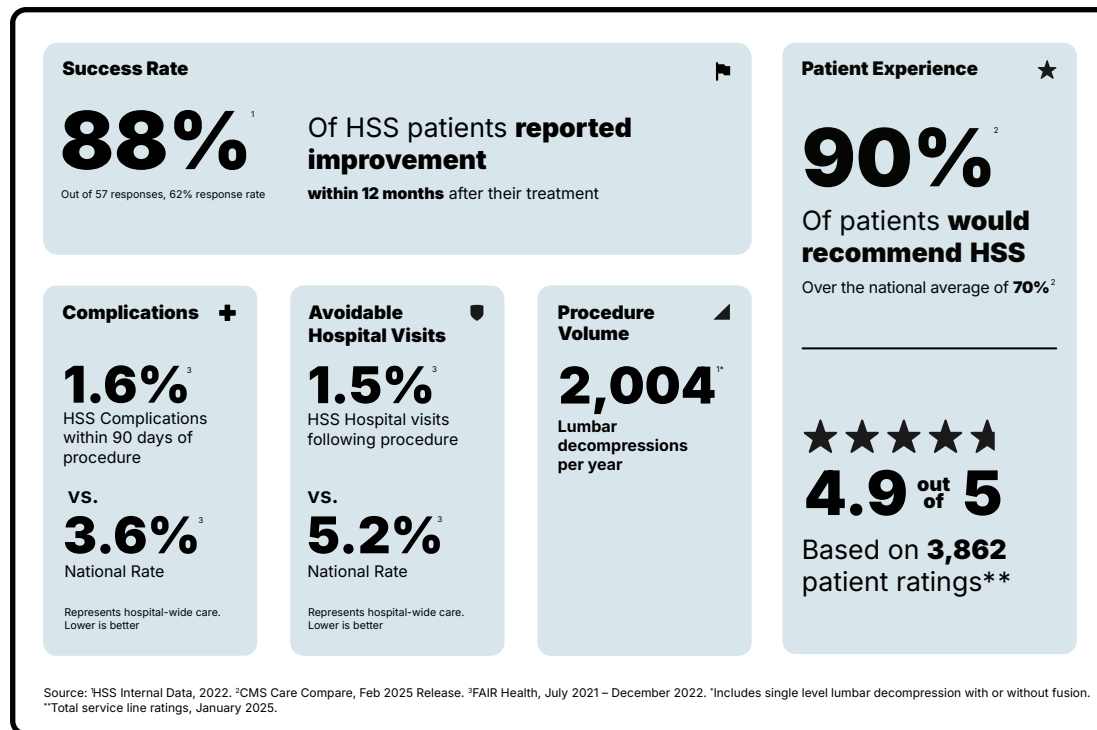 Success Rate
88%¹
Out of 57 responses, 62% response rate
Of HSS patients reported
improvement
within 12 months after their treatment
Patient Experience
90%²
Of patients would
recommend HSS
Over the national average of 70%²
4.9 out of 5
Based on 3,862
patient ratings**
Complications
1.6%³
HSS Complications
within 90 days of
procedure
vs.
3.6%³
National Rate
Represents hospital-wide care.
Lower is better
Avoidable
Hospital Visits
1.5%³
HSS Hospital visits
following procedure
vs.
5.2%³
National Rate
Represents hospital-wide care.
Lower is better
Procedure
Volume
2,004¹*
Lumbar
decompressions
per year
Source: ¹HSS Internal Data, 2022. ²CMS Care Compare, Feb 2025 Release. ³FAIR Health, July 2021 – December 2022. *Includes single level lumbar decompression with or without fusion.
**Total service line ratings, January 2025.